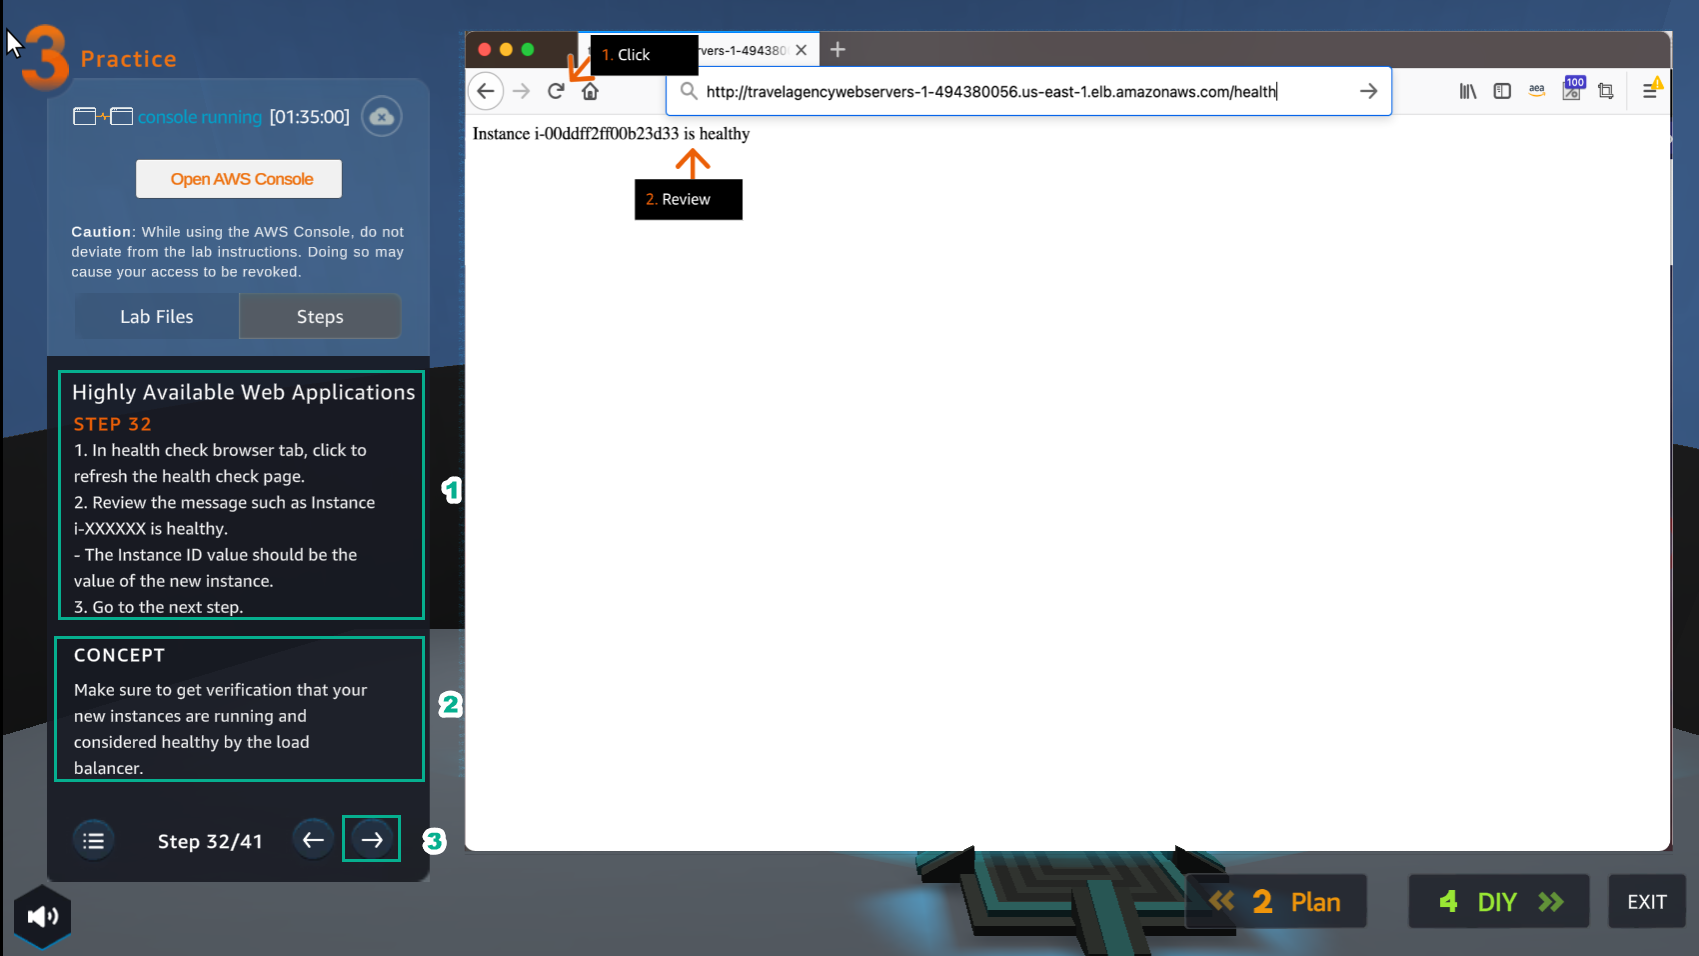 3 Practice
console running [01:35:00]
Open AWS Console
Caution: While using the AWS Console, do not
deviate from the lab instructions. Doing so may
cause your access to be revoked.
Lab Files
Steps
Highly Available Web Applications
STEP 32
1. In health check browser tab, click to
refresh the health check page.
2. Review the message such as Instance
i-XXXXXX is healthy.
- The Instance ID value should be the
value of the new instance.
3. Go to the next step.
1
CONCEPT
Make sure to get verification that your
new instances are running and
considered healthy by the load
balancer.
2
Step 32/41
3
1. Click
vers-1-49438
http://travelagencywebservers-1-494380056.us-east-1.elb.amazonaws.com/health
aea
100
Instance i-00ddff2ff00b23d33 is healthy
2. Review
2 Plan
4 DIY
EXIT